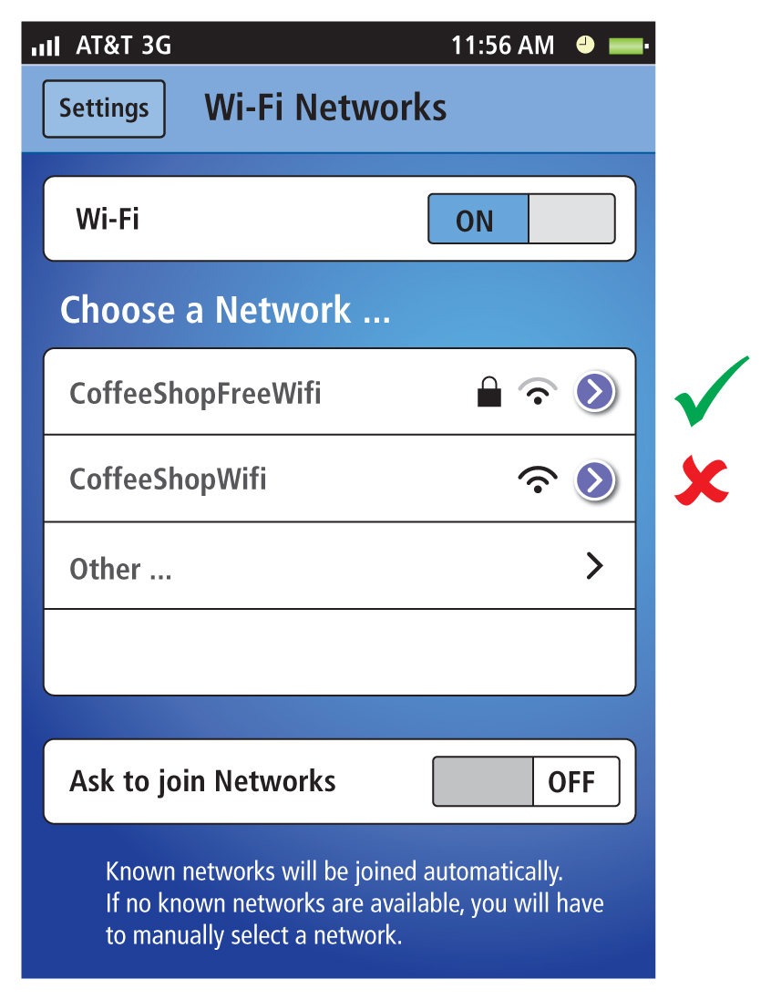 AT&T 3G 11:56 AM
Settings Wi-Fi Networks
Wi-Fi ON
Choose a Network ...
CoffeeShopFreeWifi
CoffeeShopWifi
Other ...
Ask to join Networks OFF
Known networks will be joined automatically.
If no known networks are available, you will have
to manually select a network.